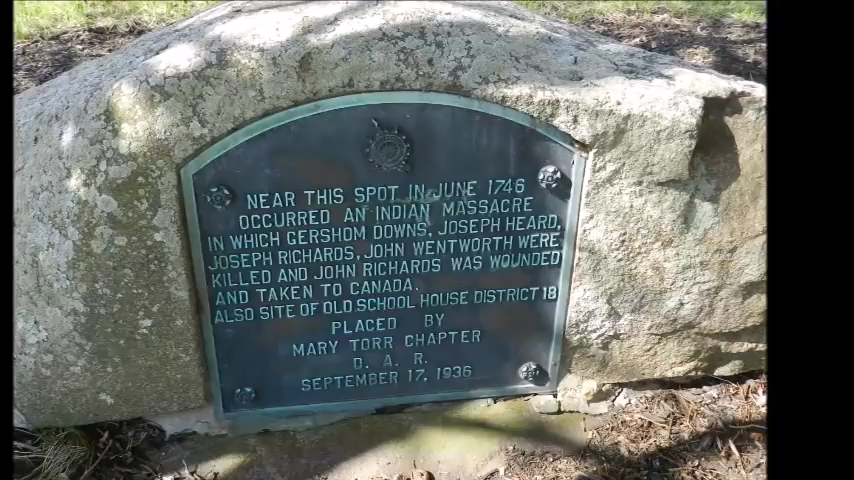 NEAR THIS SPOT IN JUNE 1746
OCCURRED AN INDIAN MASSACRE
IN WHICH GERSHOM DOWNS, JOSEPH HEARD,
JOSEPH RICHARDS, JOHN WENTWORTH WERE
KILLED AND JOHN RICHARDS WAS WOUNDED
AND TAKEN TO CANADA.
ALSO SITE OF OLD SCHOOL HOUSE DISTRICT 18
PLACED BY
MARY TORR CHAPTER
D. A. R.
SEPTEMBER 17, 1936